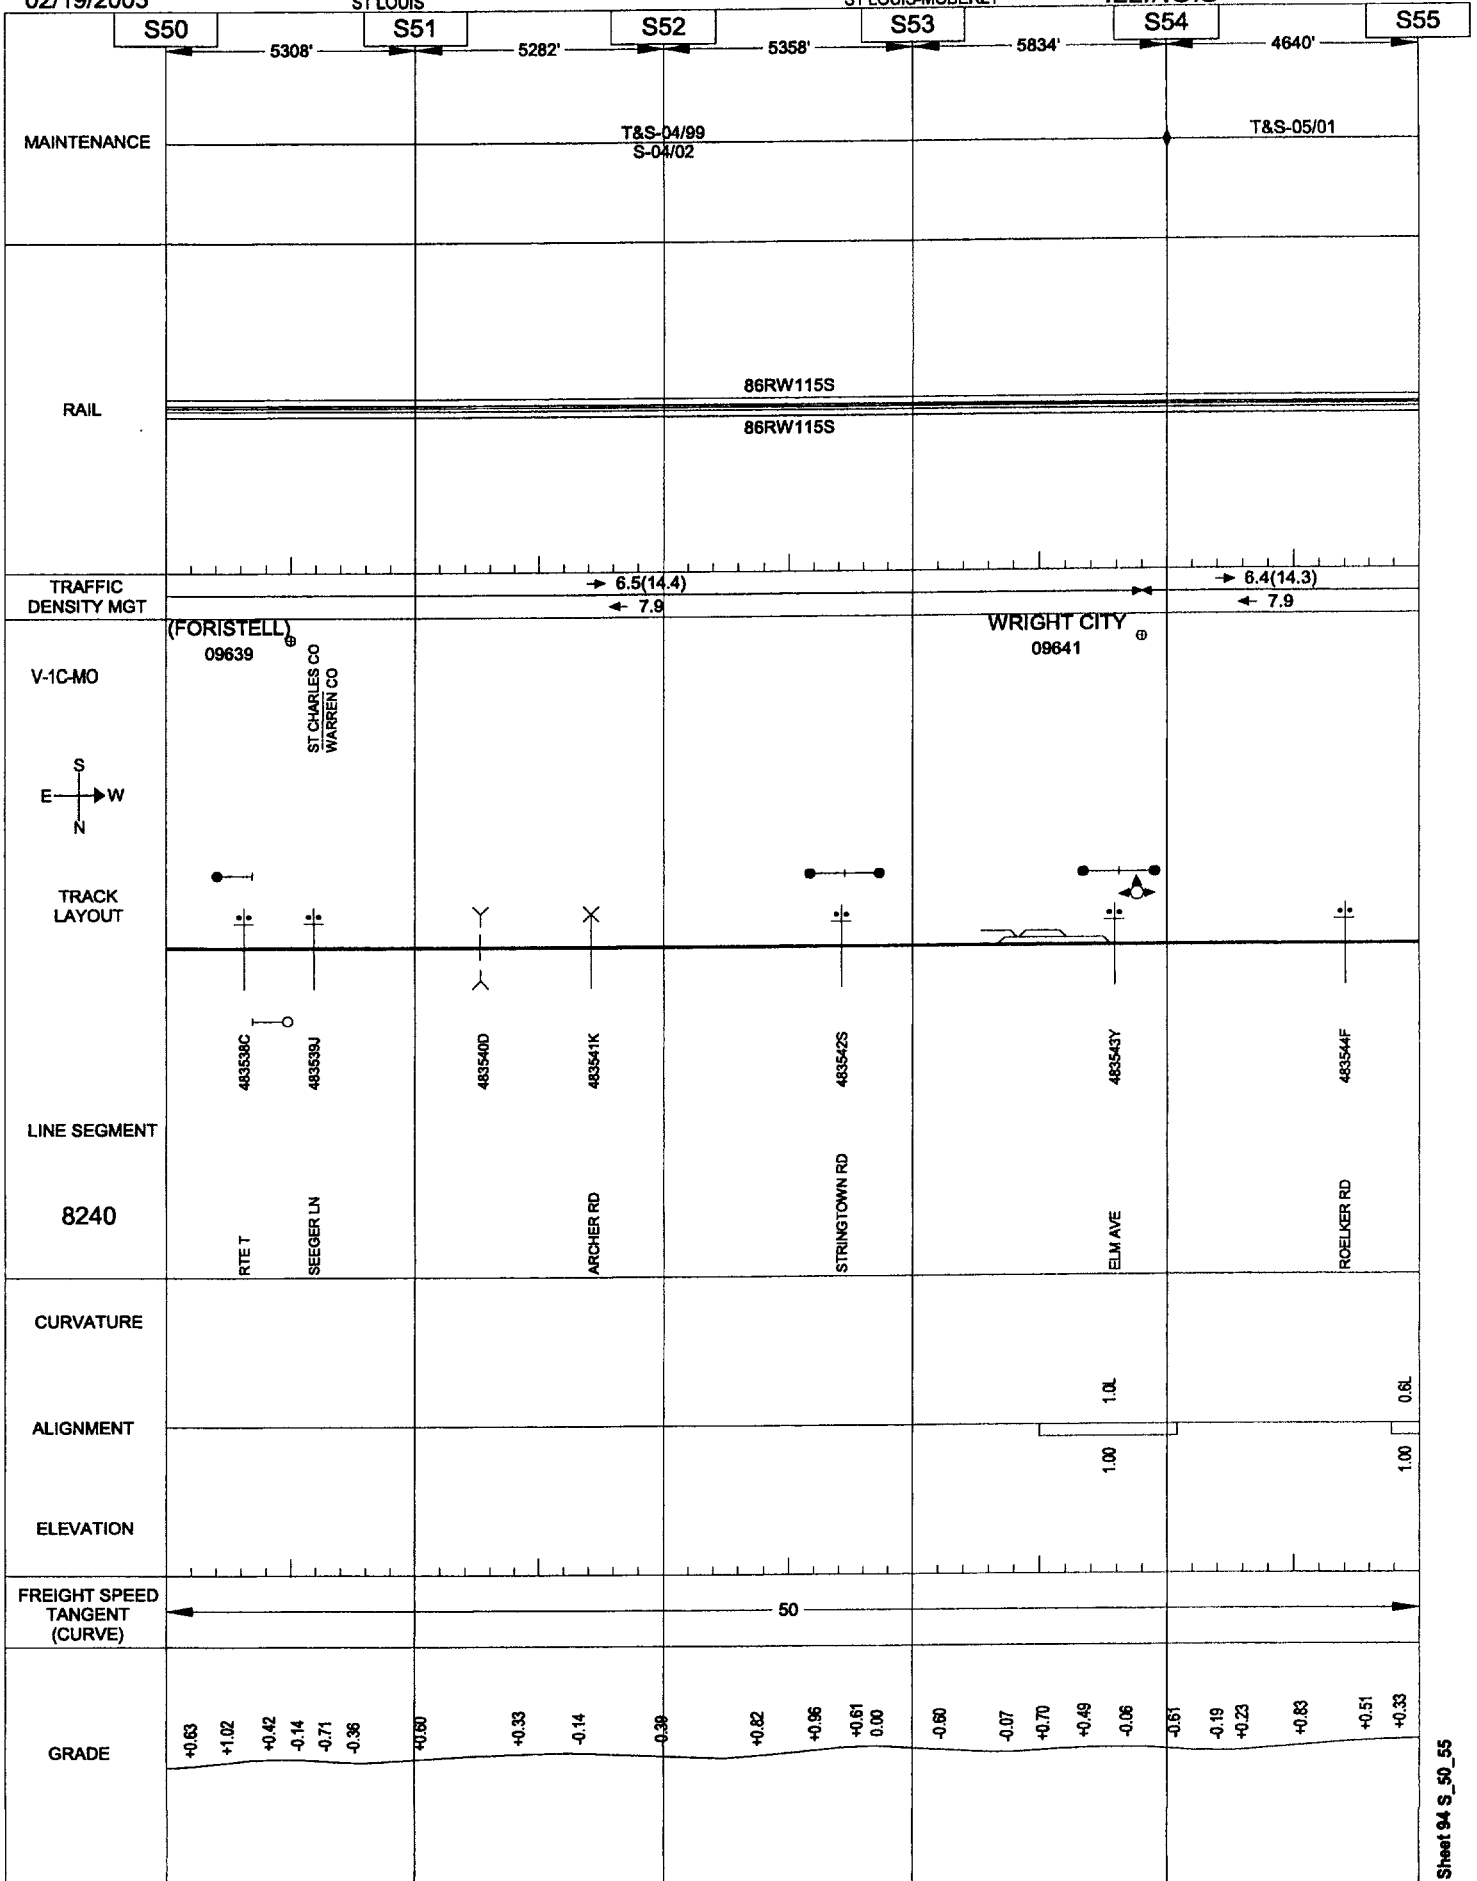 02/19/2003
ST LOUIS
ST LOUIS-MOBERLY
ILLINOIS
S50 S51 S52 S53 S54 S55
5308' 5282' 5358' 5834' 4640'
MAINTENANCE
T&S-04/99
S-04/02
T&S-05/01
RAIL
86RW115S
86RW115S
TRAFFIC
DENSITY MGT
6.5(14.4)
7.9
6.4(14.3)
7.9
(FORISTELL)
09639
WRIGHT CITY
09641
V-1C-MO
ST CHARLES CO
WARREN CO
S
E W
N
TRACK
LAYOUT
483538C
483539J
483540D
483541K
483542S
483543Y
483544F
LINE SEGMENT
8240
RTE T
SEEGER LN
ARCHER RD
STRINGTOWN RD
ELM AVE
ROELKER RD
CURVATURE
1.0L
0.6L
ALIGNMENT
1.00
1.00
ELEVATION
FREIGHT SPEED
TANGENT
(CURVE)
50
GRADE
+0.63
+1.02
+0.42
-0.14
-0.71
-0.36
+0.60
+0.33
-0.14
-0.39
+0.82
+0.96
+0.61
0.00
-0.60
-0.07
+0.70
+0.49
-0.06
-0.61
-0.19
+0.23
+0.83
+0.51
+0.33
Sheet 94 S_50_55